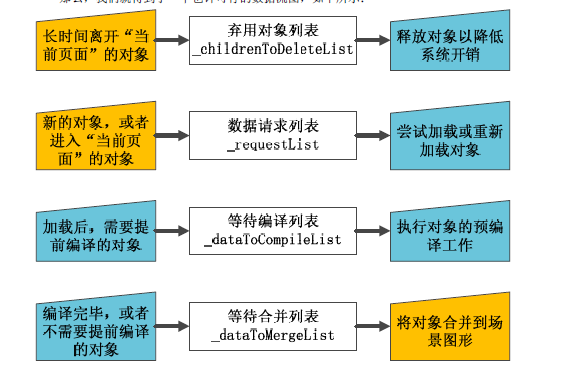 长时间离开“当
前页面”的对象
弃用对象列表
_childrenToDeleteList
释放对象以降低
系统开销
新的对象，或者
进入“当前页
面”的对象
数据请求列表
_requestList
尝试加载或重新
加载对象
加载后，需要提
前编译的对象
等待编译列表
_dataToCompileList
执行对象的预编
译工作
编译完毕，或者
不需要提前编译
的对象
等待合并列表
_dataToMergeList
将对象合并到场
景图形